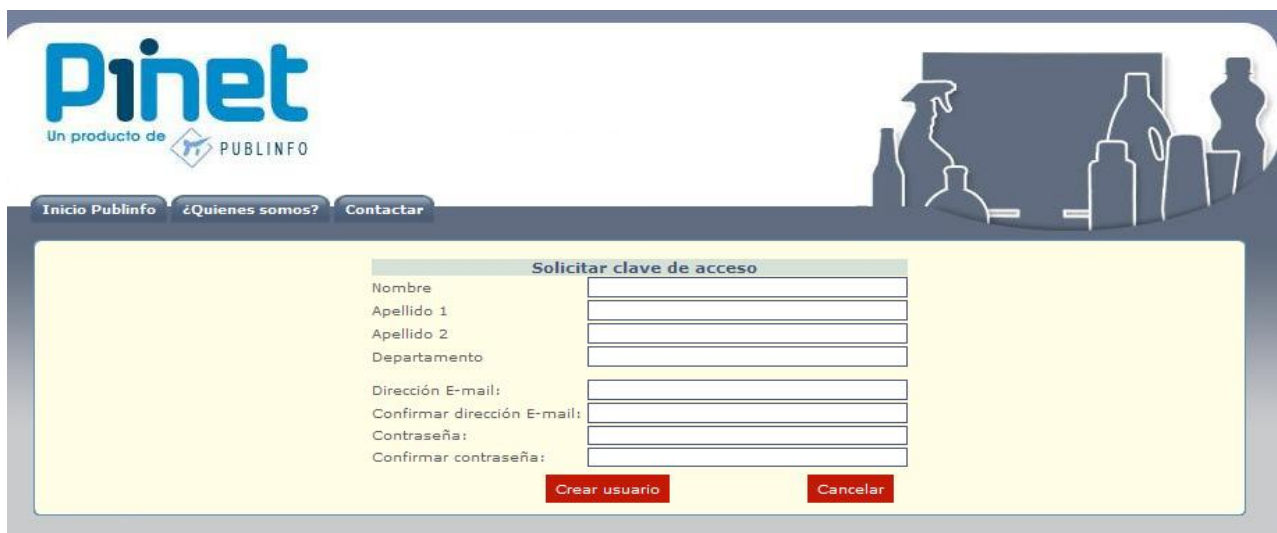 Pinet
Un producto de PUBLINFO
Inicio Publinfo ¿Quienes somos? Contactar
Solicitar clave de acceso
Nombre
Apellido 1
Apellido 2
Departamento
Dirección E-mail:
Confirmar dirección E-mail:
Contraseña:
Confirmar contraseña:
Crear usuario Cancelar